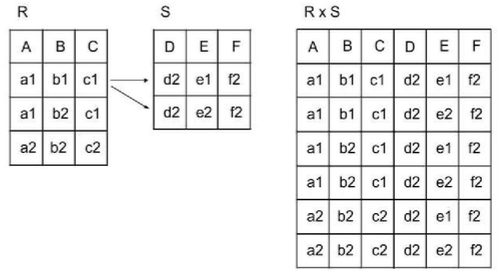 R S R x S
A B C D E F A B C D E F
a1 b1 c1 d2 e1 f2 a1 b1 c1 d2 e1 f2
a1 b2 c1 d2 e2 f2 a1 b1 c1 d2 e2 f2
a2 b2 c2 a1 b2 c1 d2 e1 f2
a1 b2 c1 d2 e2 f2
a2 b2 c2 d2 e1 f2
a2 b2 c2 d2 e2 f2